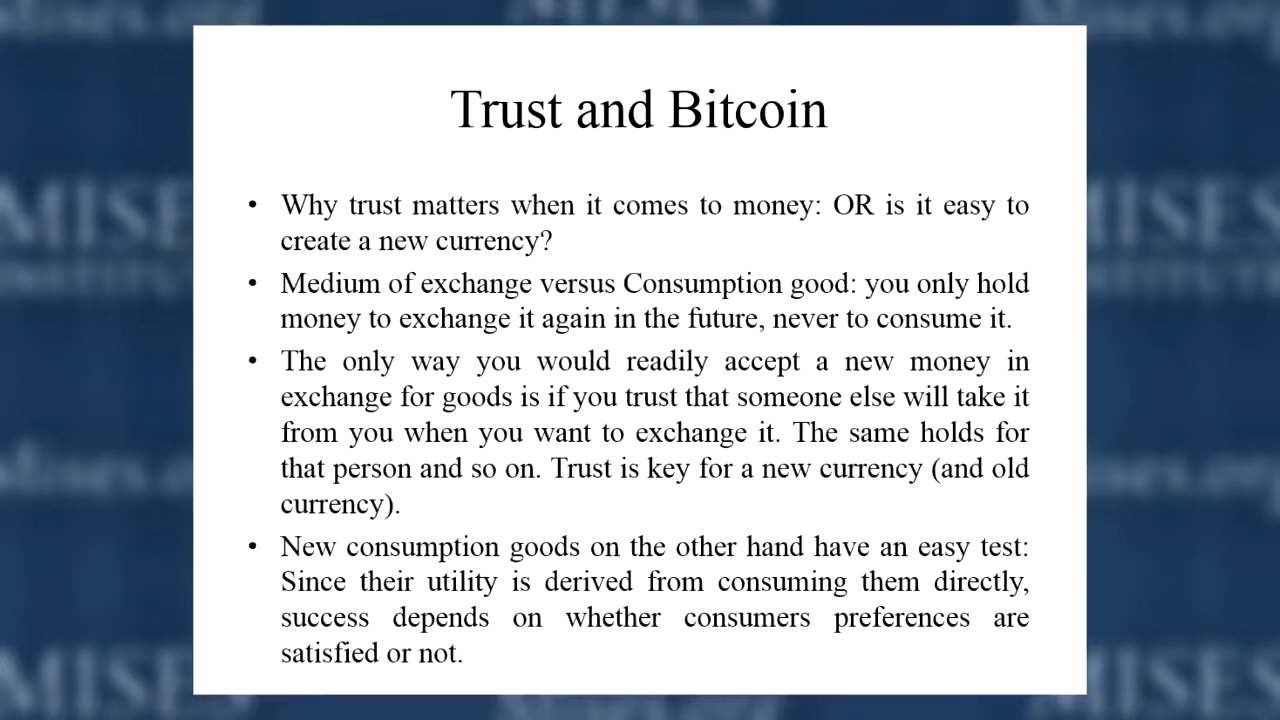 Trust and Bitcoin
• Why trust matters when it comes to money: OR is it easy to
create a new currency?
• Medium of exchange versus Consumption good: you only hold
money to exchange it again in the future, never to consume it.
• The only way you would readily accept a new money in
exchange for goods is if you trust that someone else will take it
from you when you want to exchange it. The same holds for
that person and so on. Trust is key for a new currency (and old
currency).
• New consumption goods on the other hand have an easy test:
Since their utility is derived from consuming them directly,
success depends on whether consumers preferences are
satisfied or not.